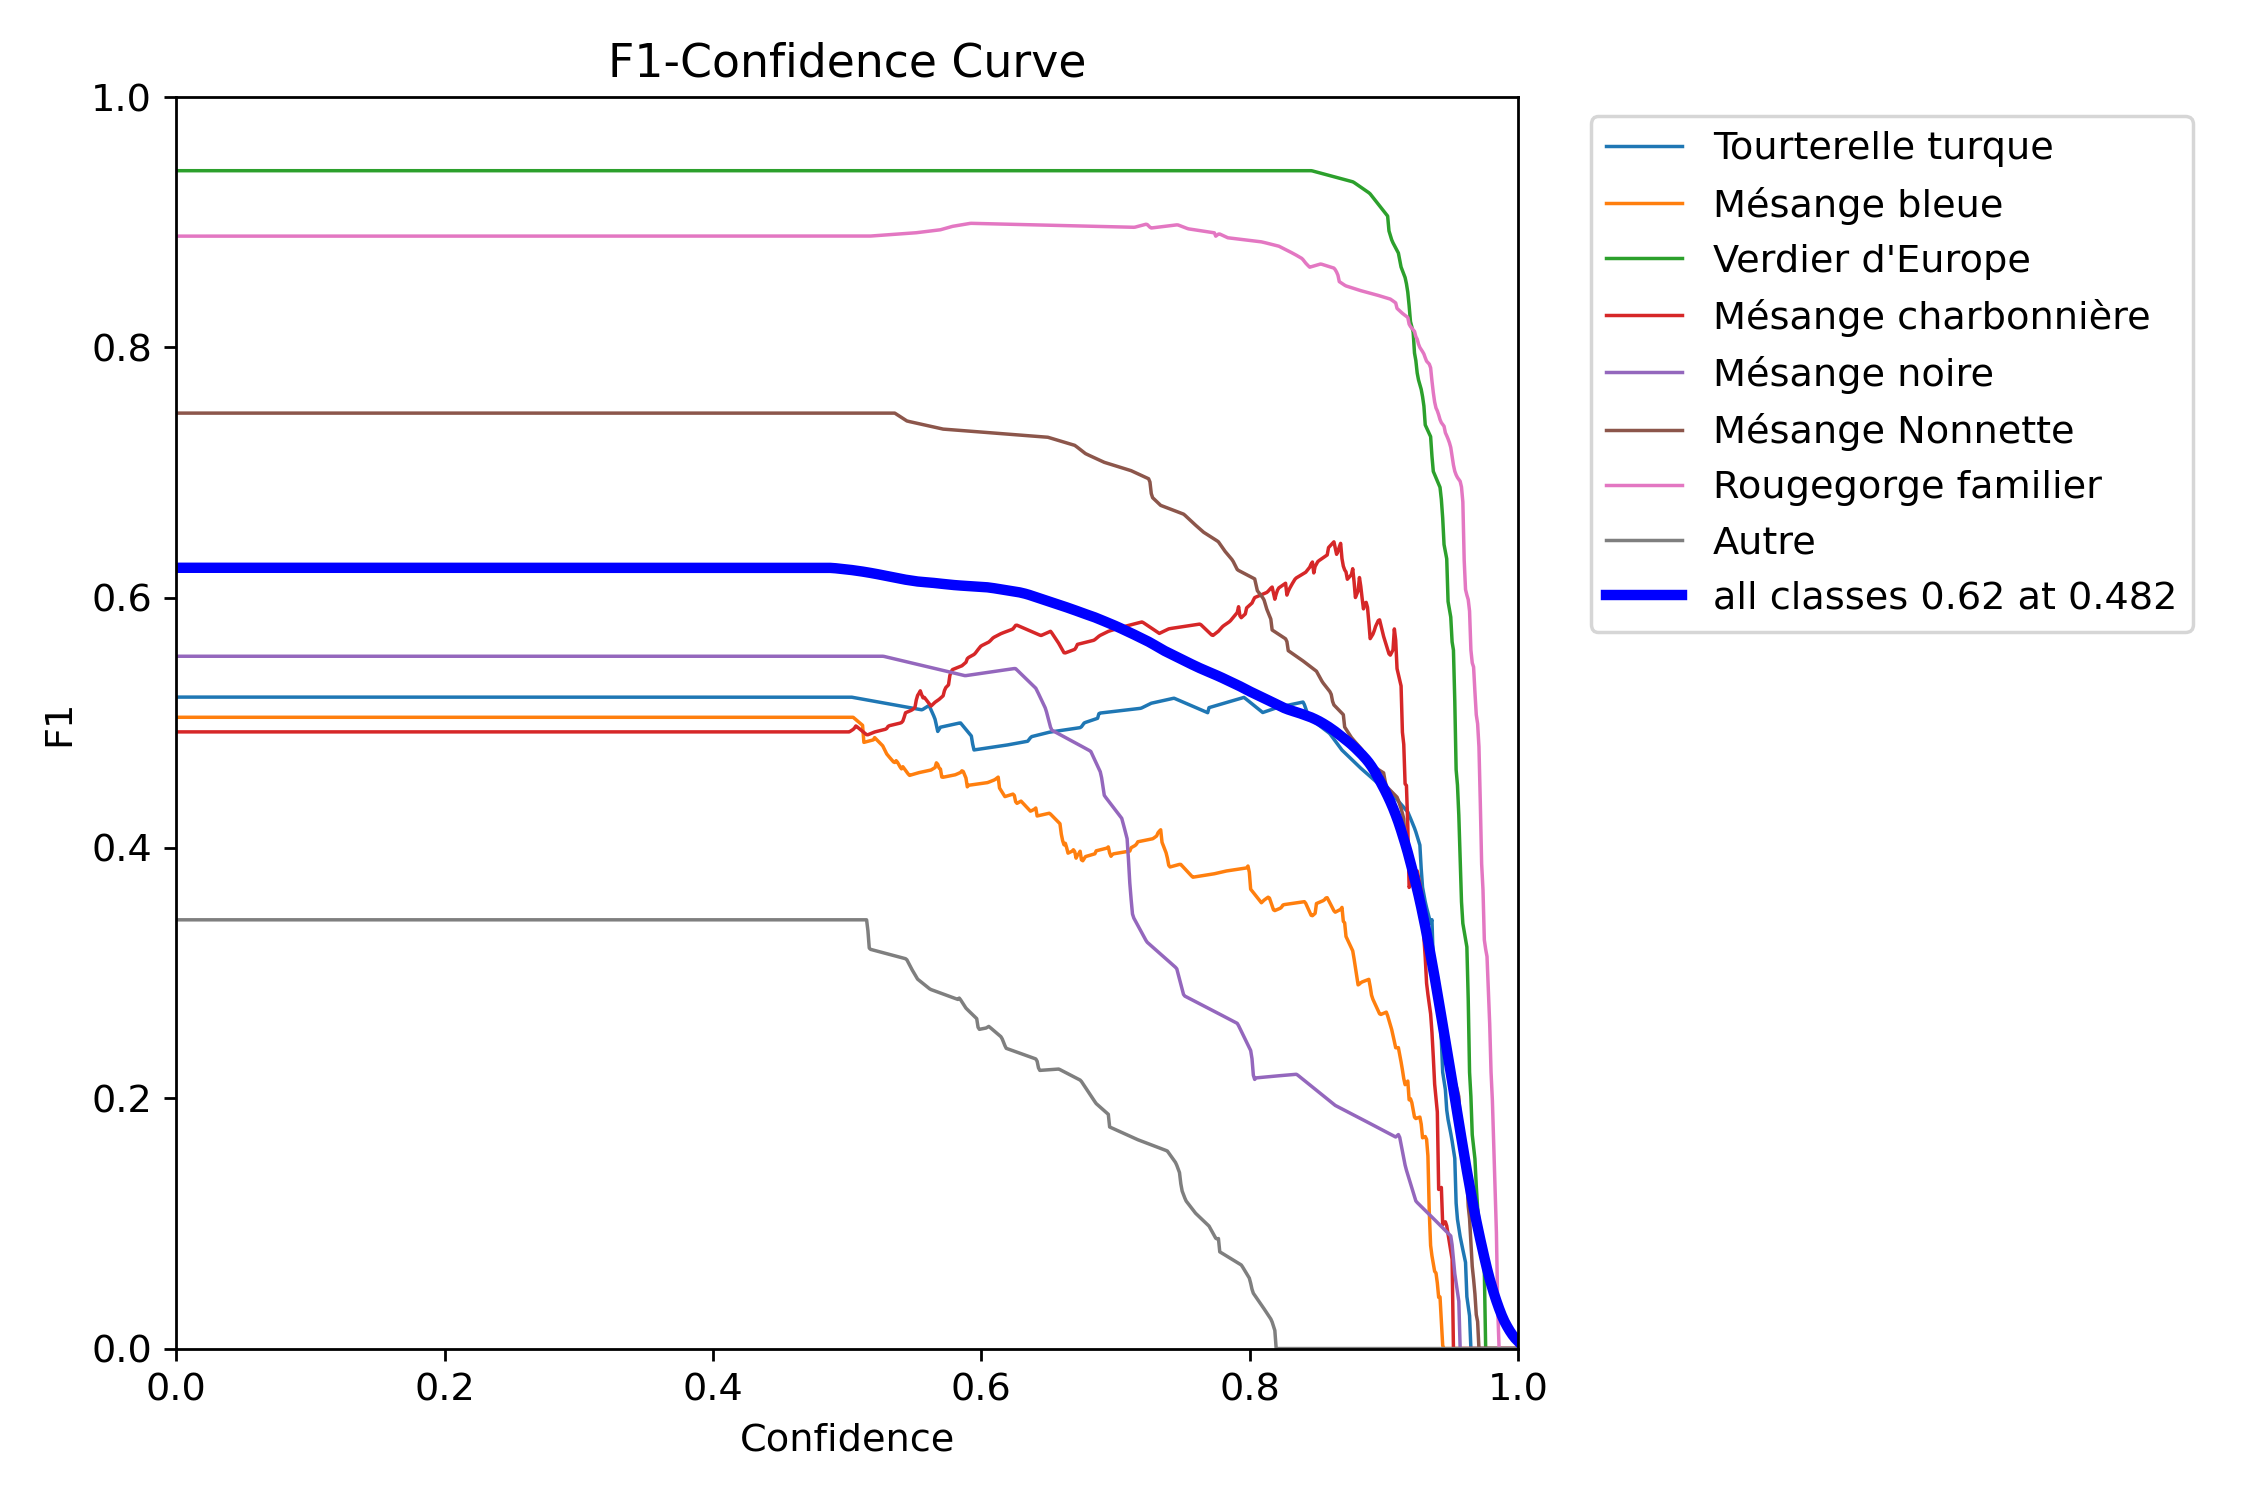 F1-Confidence Curve
1.0
0.8
0.6
0.4
0.2
0.0
F1
0.0 0.2 0.4 0.6 0.8 1.0
Confidence
Tourterelle turque
Mésange bleue
Verdier d'Europe
Mésange charbonnière
Mésange noire
Mésange Nonnette
Rougegorge familier
Autre
all classes 0.62 at 0.482